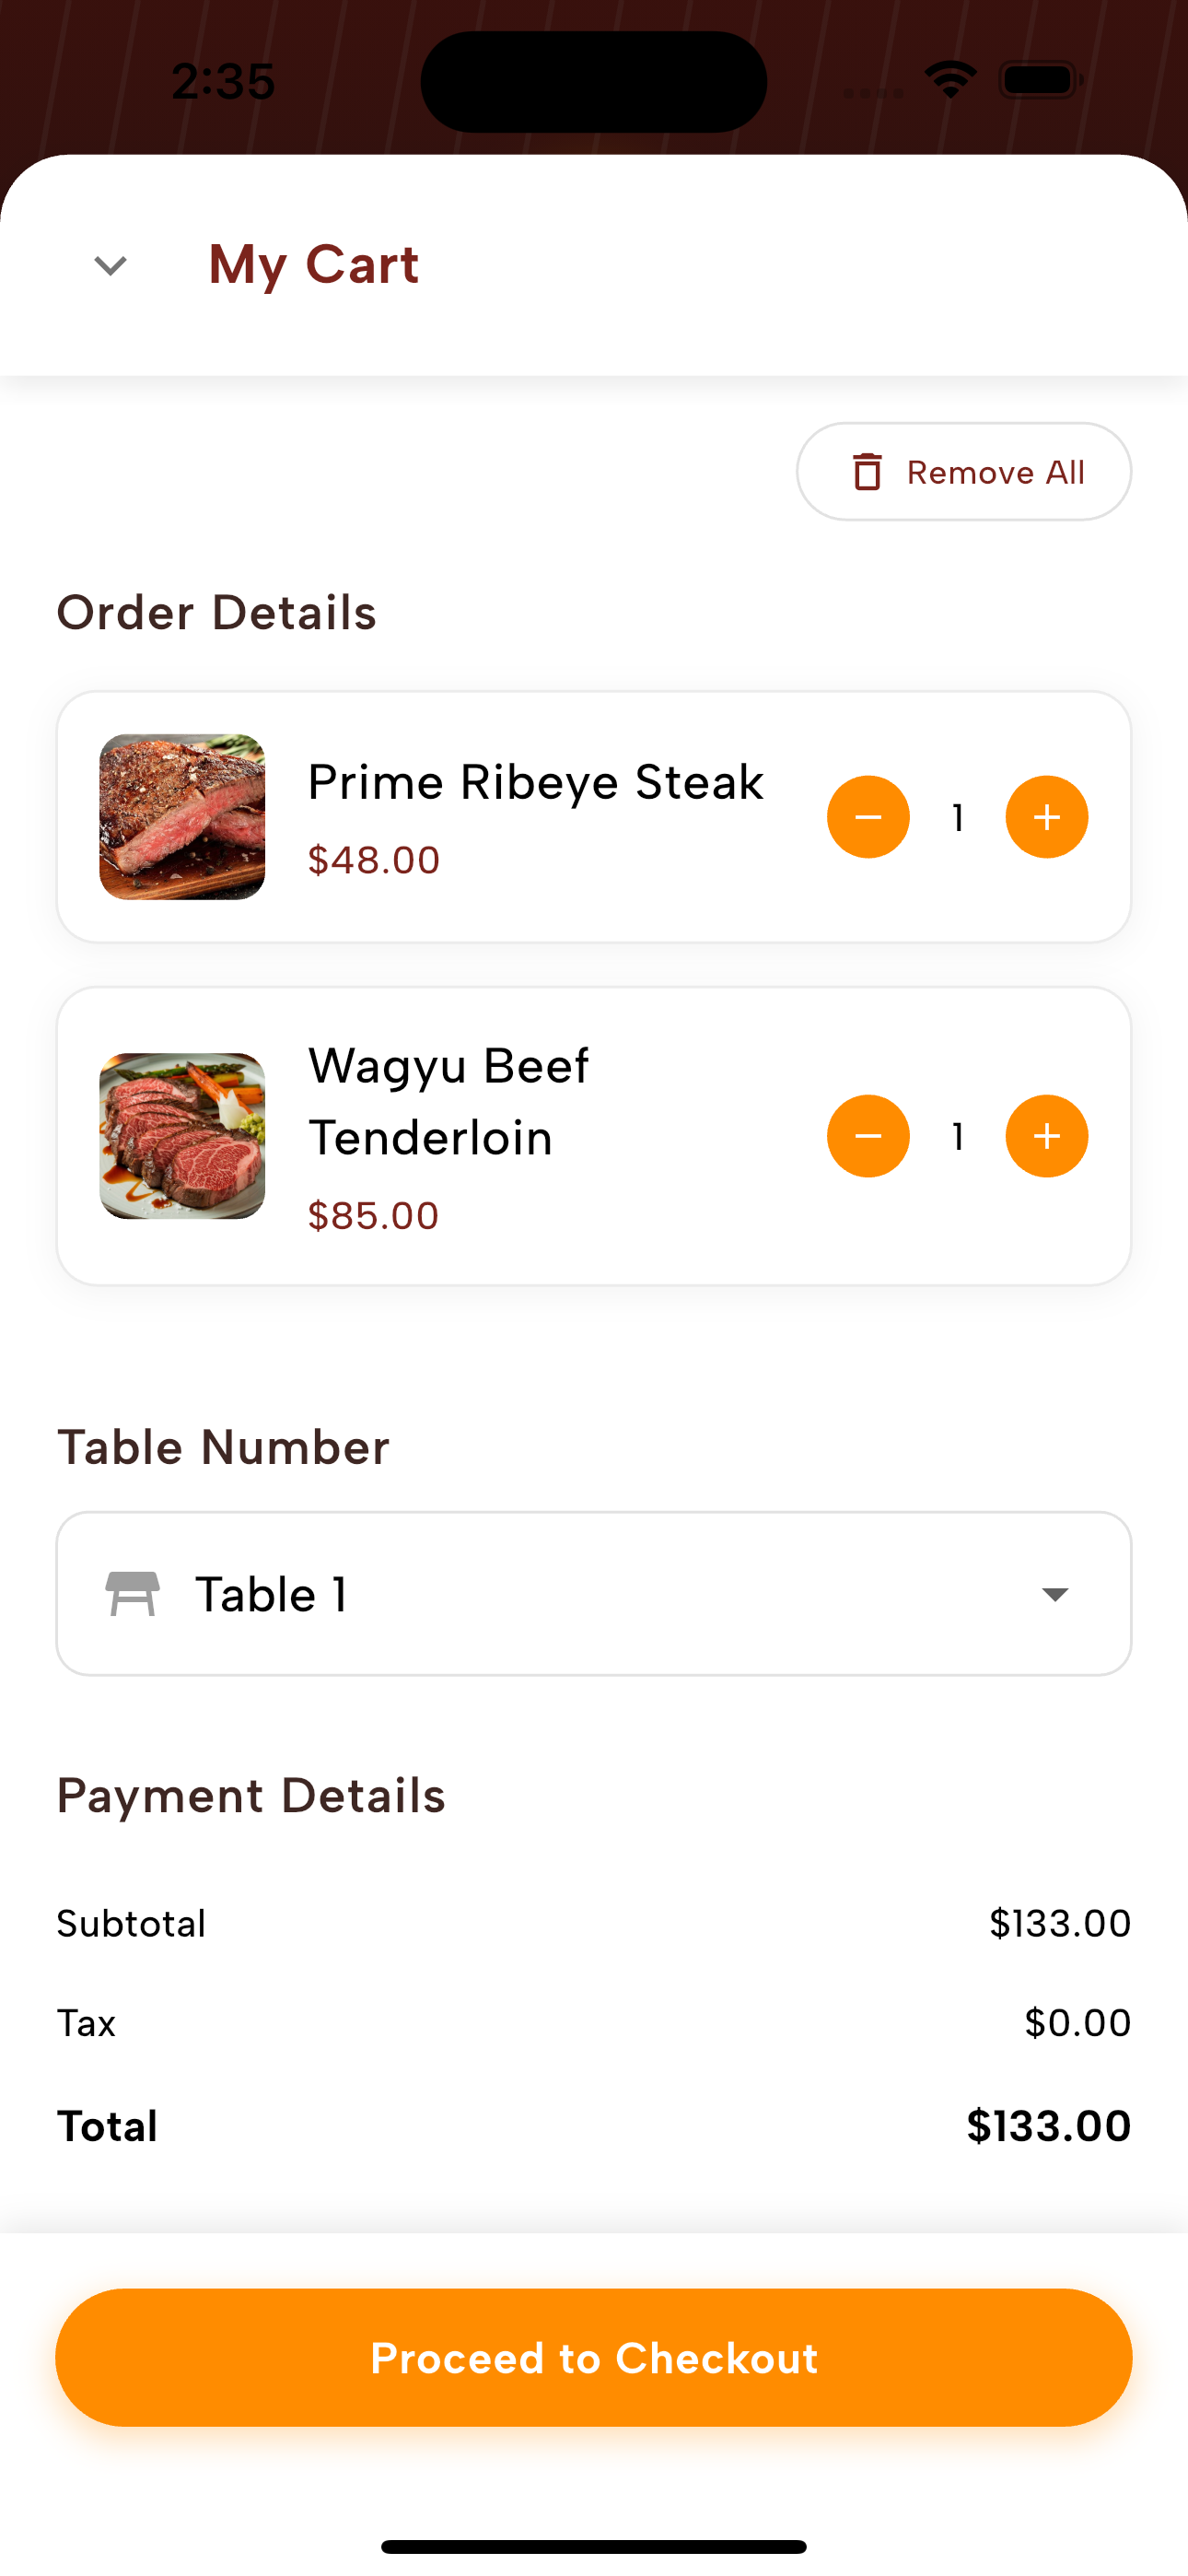 2:35
My Cart
Remove All
Order Details
Prime Ribeye Steak
$48.00
1
Wagyu Beef
Tenderloin
$85.00
1
Table Number
Table 1
Payment Details
Subtotal $133.00
Tax $0.00
Total $133.00
Proceed to Checkout